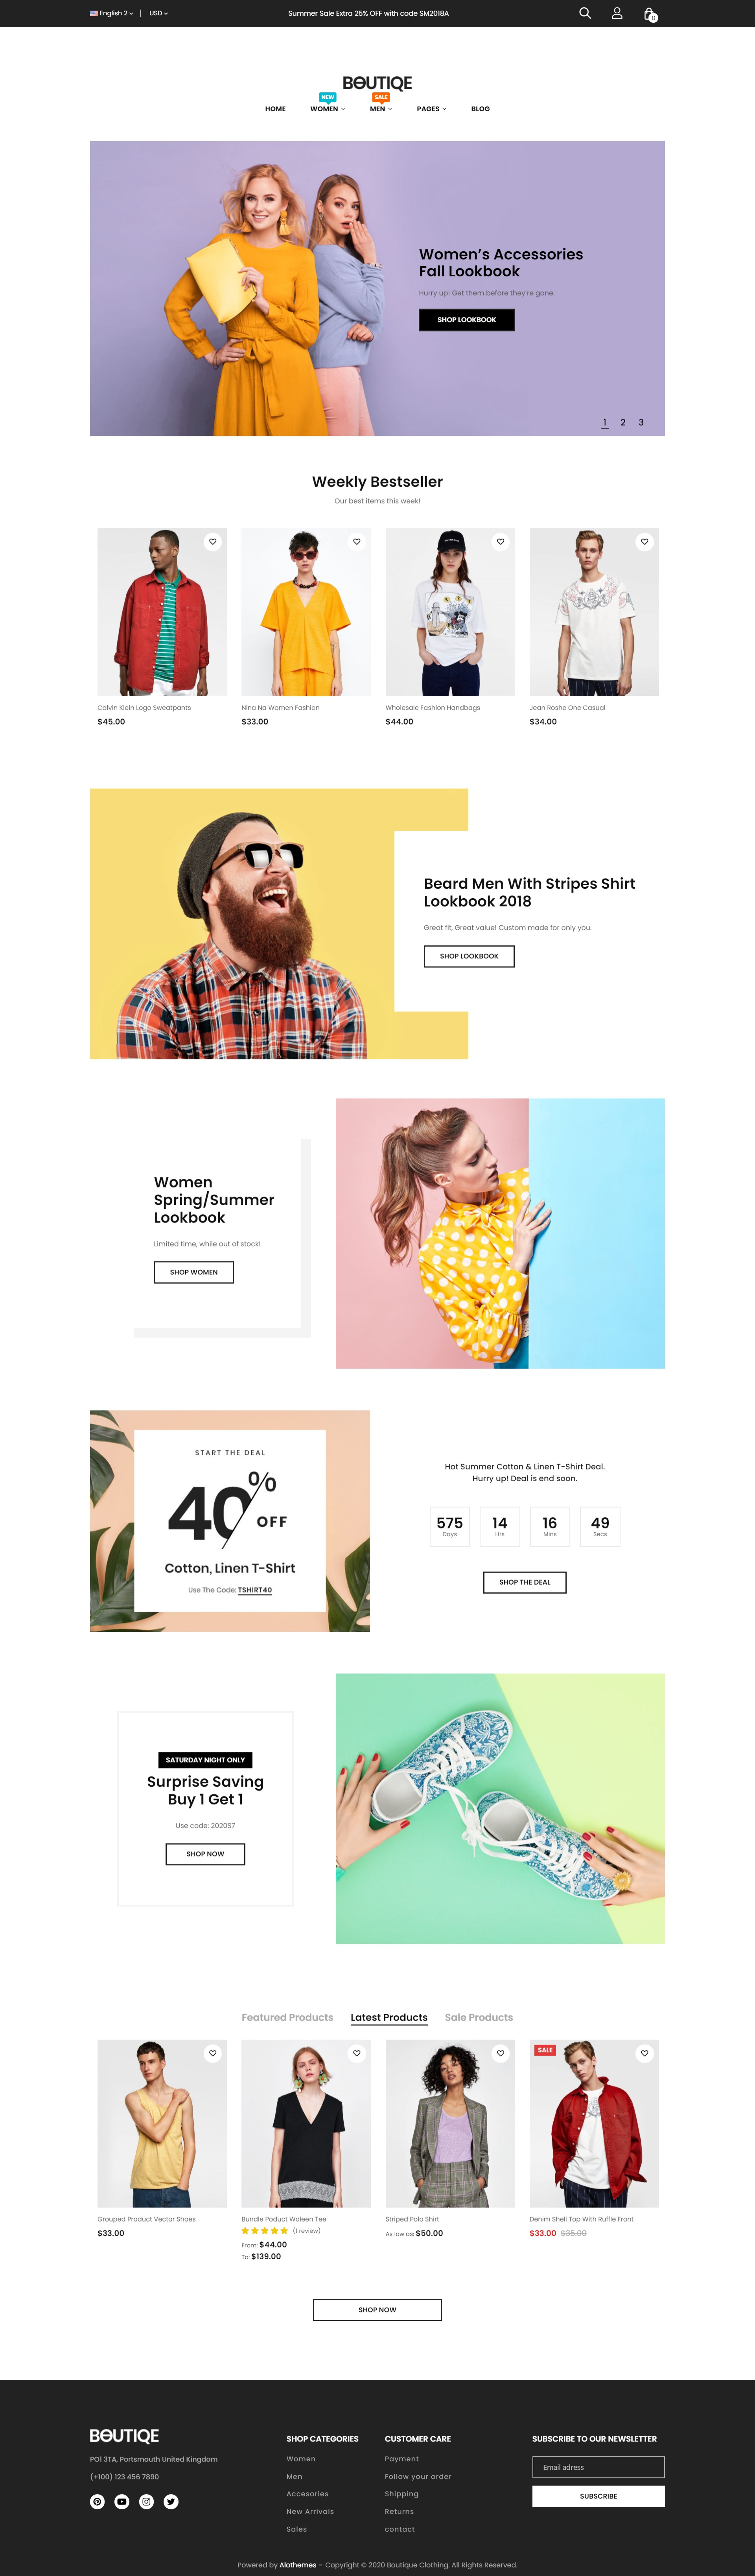 English 2
USD
Summer Sale Extra 25% OFF with code SM2018A
0
BOUTIQE
NEW
SALE
HOME WOMEN MEN PAGES BLOG
Women's Accessories
Fall Lookbook
Hurry up! Get them before they're gone.
SHOP LOOKBOOK
1 2 3
Weekly Bestseller
Our best items this week!
Calvin Klein Logo Sweatpants
$45.00
Nina Na Women Fashion
$33.00
Wholesale Fashion Handbags
$44.00
Jean Rashe One Casual
$34.00
Beard Men With Stripes Shirt
Lookbook 2018
Great fit, Great value! Custom made for only you.
SHOP LOOKBOOK
Women
Spring/Summer
Lookbook
Limited time, while out of stock!
SHOP WOMEN
START THE DEAL
40% OFF
Cotton, Linen T-Shirt
Use The Code: TSHIRT40
Hot Summer Cotton & Linen T-Shirt Deal.
Hurry up! Deal is end soon.
575 14 16 49
Days Hrs Mins Secs
SHOP THE DEAL
SATURDAY NIGHT ONLY
Surprise Saving
Buy 1 Get 1
Use code: 2020S7
SHOP NOW
Featured Products Latest Products Sale Products
SALE
Grouped Product Vector Shoes
$33.00
Bundle Poduct Woleen Tee
(1 review)
From: $44.00
To: $139.00
Striped Polo Shirt
As low as: $50.00
Denim Shell Top With Ruffle Front
$33.00 $35.00
SHOP NOW
BOUTIQE
PO1 3TA, Portsmouth United Kingdom
(+100) 123 456 7890
SHOP CATEGORIES
Women
Men
Accesories
New Arrivals
Sales
CUSTOMER CARE
Payment
Follow your order
Shipping
Returns
contact
SUBSCRIBE TO OUR NEWSLETTER
Email adress
SUBSCRIBE
Powered by Alothemes – Copyright © 2020 Boutique Clothing. All Rights Reserved.